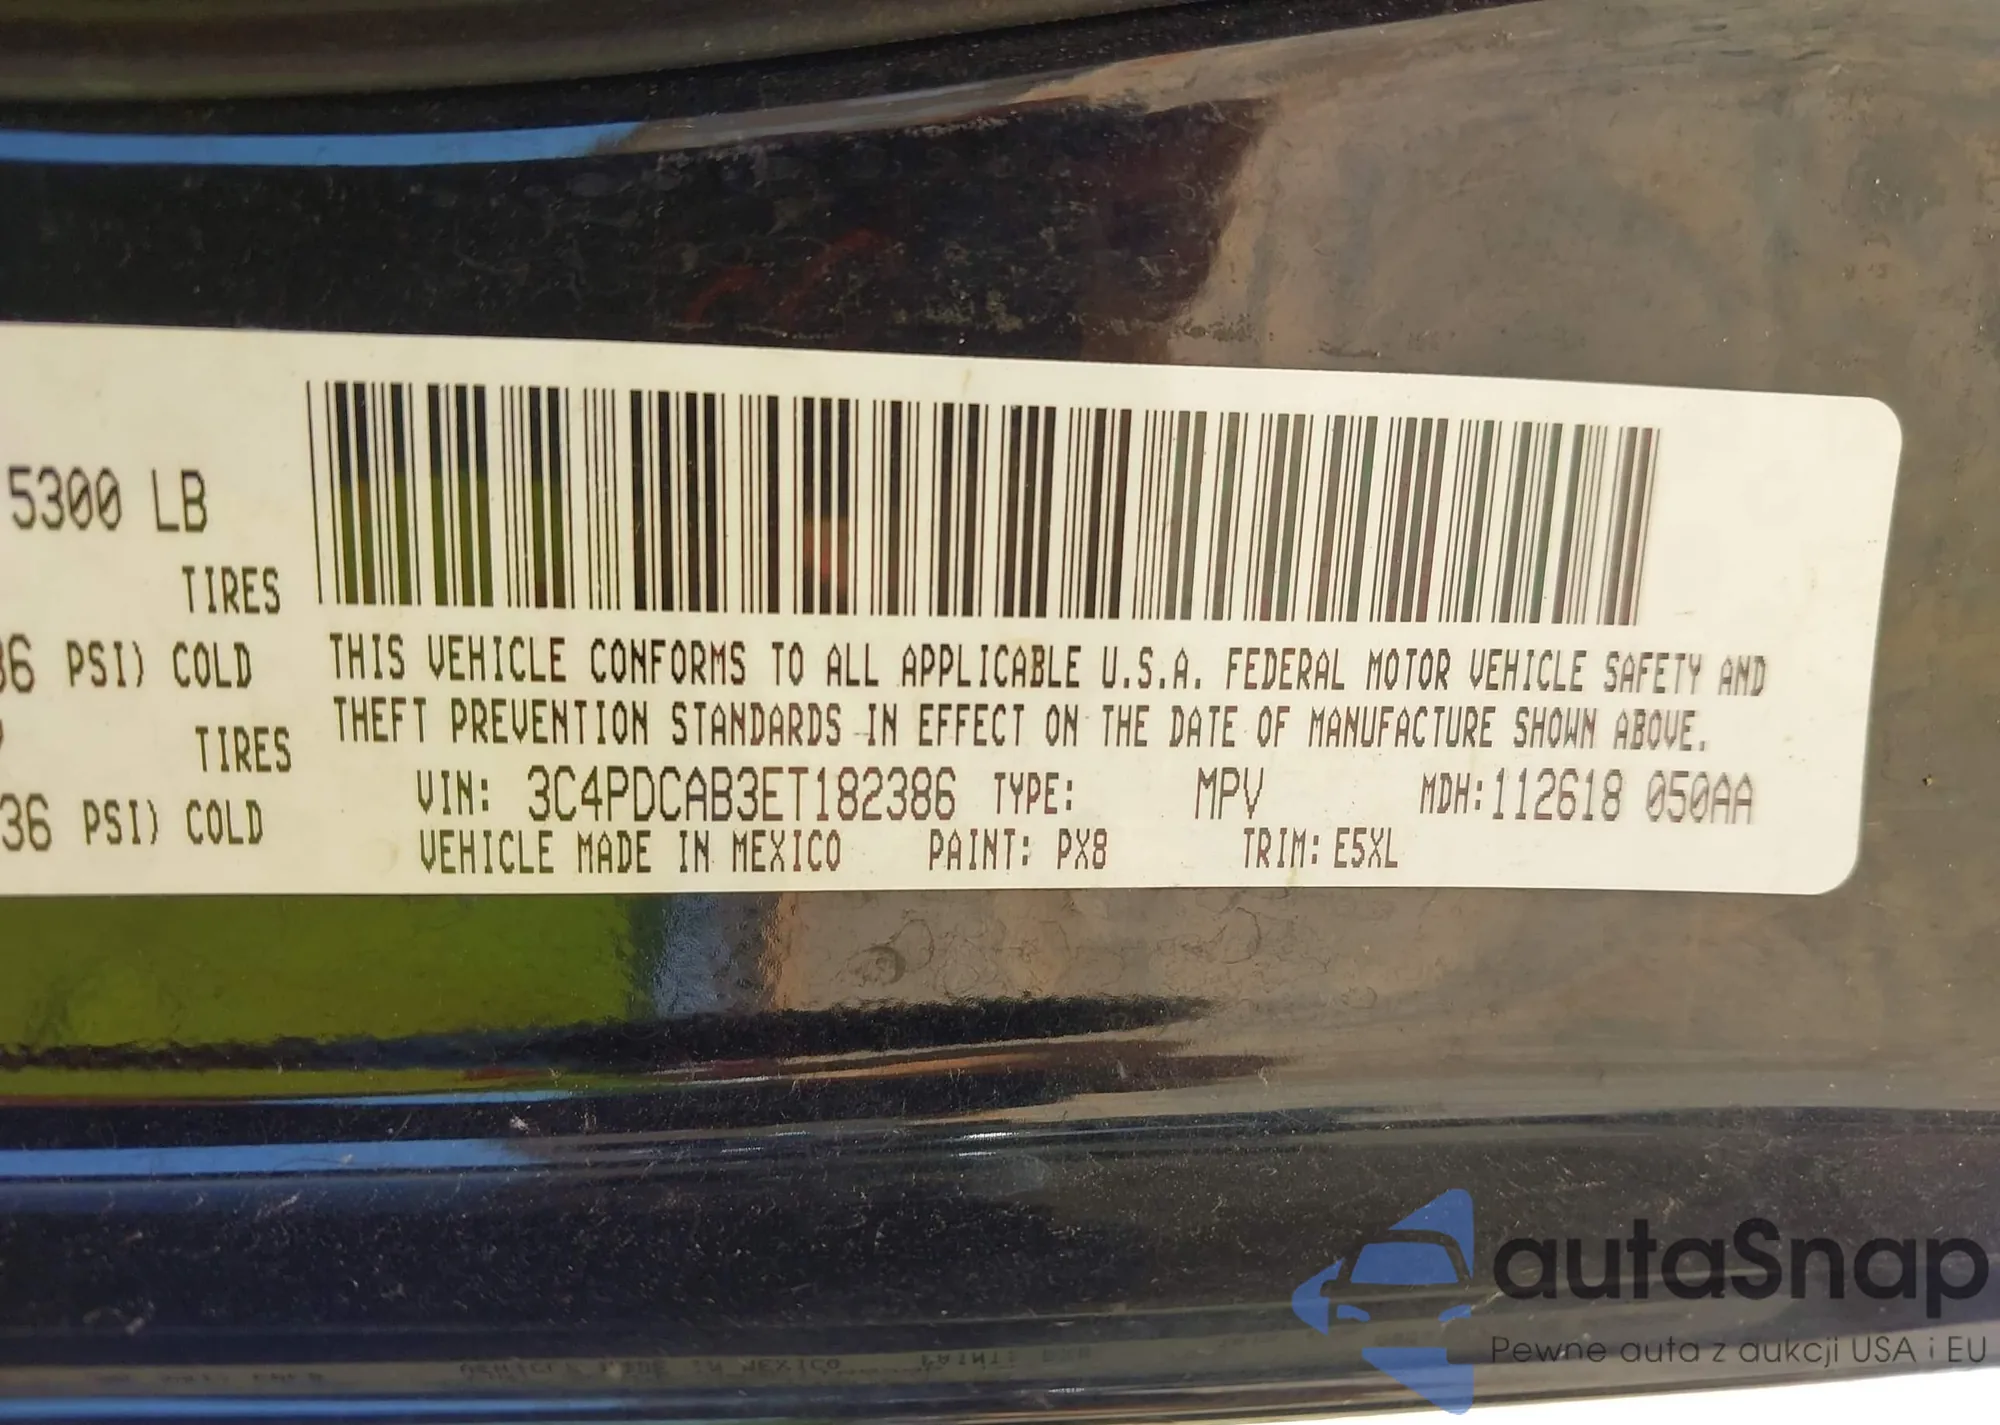 5300 LB
TIRES
36 PSI) COLD
TIRES
36 PSI) COLD
THIS VEHICLE CONFORMS TO ALL APPLICABLE U.S.A. FEDERAL MOTOR VEHICLE SAFETY AND
THEFT PREVENTION STANDARDS IN EFFECT ON THE DATE OF MANUFACTURE SHOWN ABOVE.
VIN: 3C4PDCAB3ET182386 TYPE: MPV MDH:112618 050AA
VEHICLE MADE IN MEXICO PAINT: PX8 TRIM: E5XL
autaSnap
Pewne auta z aukcji USA i EU